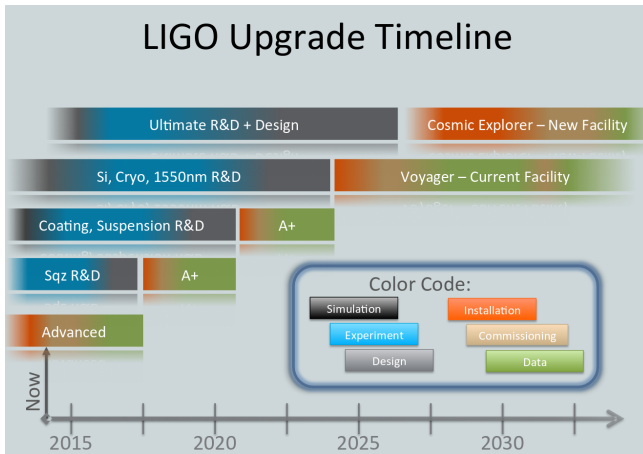 LIGO Upgrade Timeline
Ultimate R&D + Design
Cosmic Explorer – New Facility
Si, Cryo, 1550nm R&D
Voyager – Current Facility
Coating, Suspension R&D
A+
Sqz R&D
A+
Color Code:
Simulation
Installation
Experiment
Commissioning
Design
Data
Advanced
Now
2015
2020
2025
2030